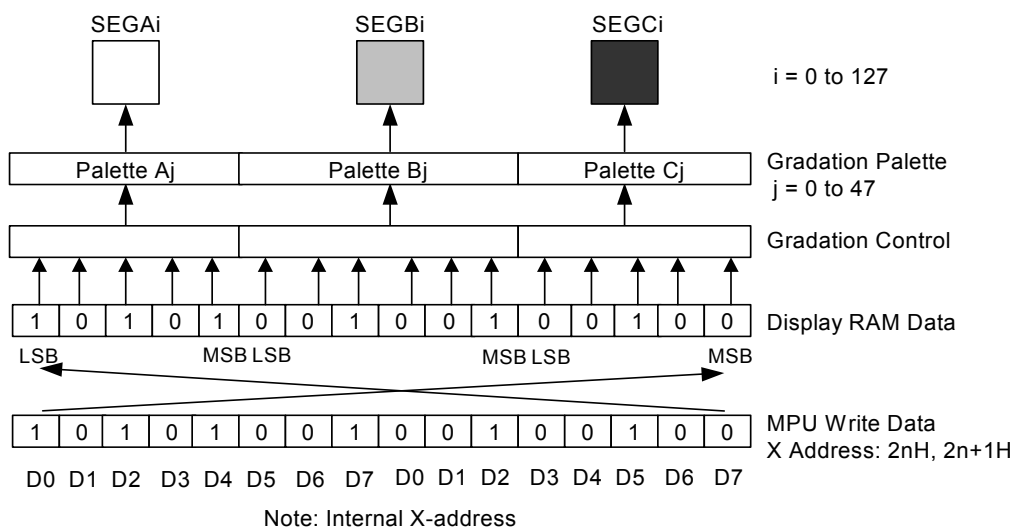 SEGAi SEGBi SEGCi
i = 0 to 127
Palette Aj Palette Bj Palette Cj
Gradation Palette
j = 0 to 47
Gradation Control
1 0 1 0 1 0 0 1 0 0 1 0 0 1 0 0 Display RAM Data
LSB MSB LSB MSB LSB MSB
1 0 1 0 1 0 0 1 0 0 1 0 0 1 0 0 MPU Write Data
X Address: 2nH, 2n+1H
D0 D1 D2 D3 D4 D5 D6 D7 D0 D1 D2 D3 D4 D5 D6 D7
Note: Internal X-address